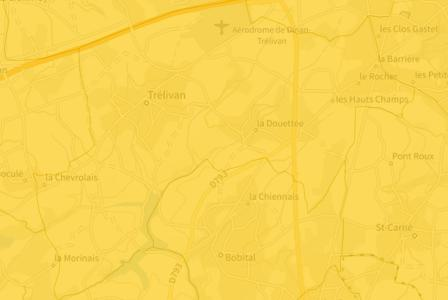 les Clos Gastel
Aérodrome de Dinan-
Trélivan
la Barrière
le Rocher
les Petit
Trélivan
les Hauts Champs
la Douettée
Pont Roux
la Chevrolais
D793
la Chiennais
St-Carné
Bobital
la Morinais
D793